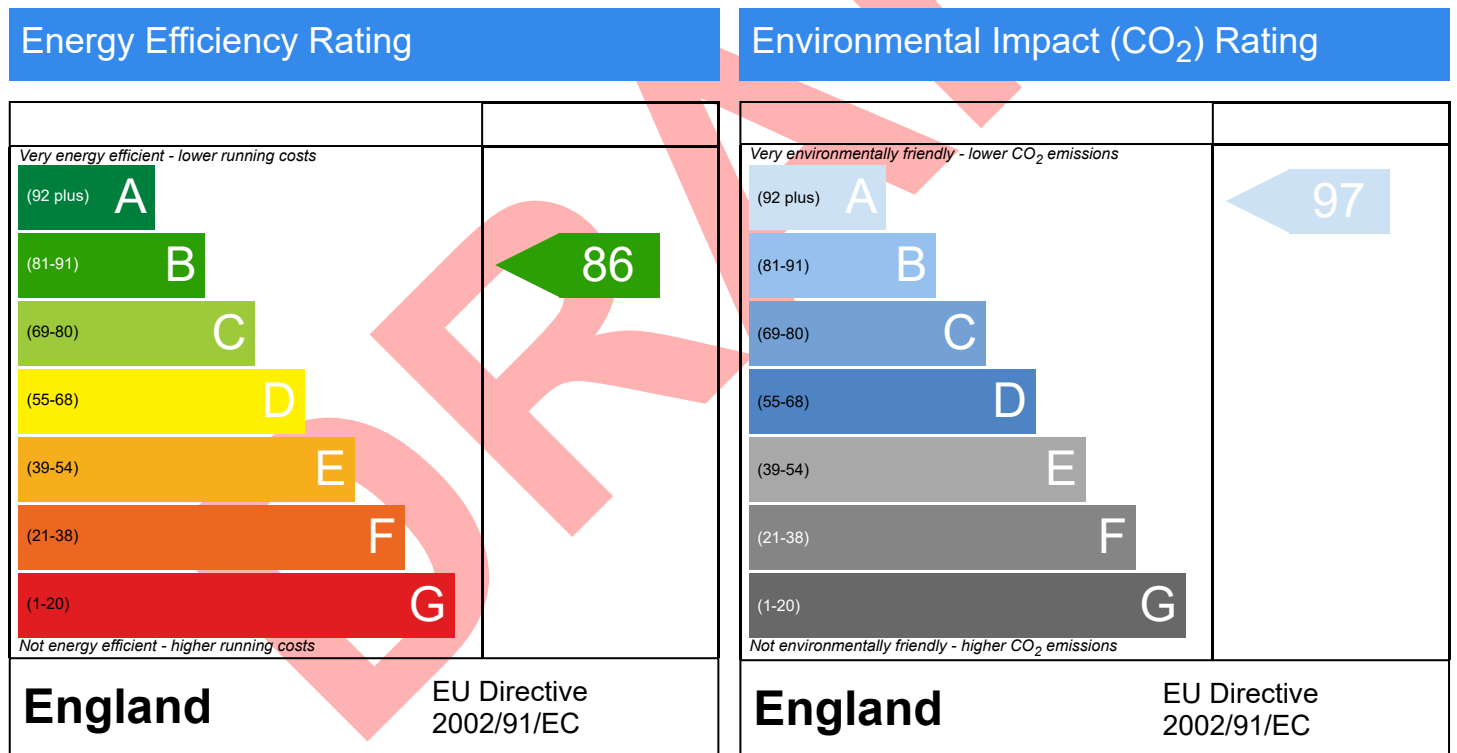 Energy Efficiency Rating
Very energy efficient - lower running costs
(92 plus) A
(81-91) B
(69-80) C
(55-68) D
(39-54) E
(21-38) F
(1-20) G
Not energy efficient - higher running costs
86
England
EU Directive
2002/91/EC
Environmental Impact (CO₂) Rating
Very environmentally friendly - lower CO₂ emissions
(92 plus) A
(81-91) B
(69-80) C
(55-68) D
(39-54) E
(21-38) F
(1-20) G
Not environmentally friendly - higher CO₂ emissions
97
England
EU Directive
2002/91/EC